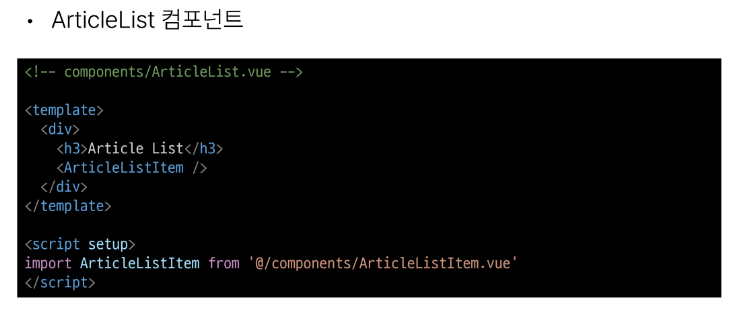 • ArticleList 컴포넌트
<!-- components/ArticleList.vue -->
<template>
  <div>
    <h3>Article List</h3>
    <ArticleListItem />
  </div>
</template>
<script setup>
import ArticleListItem from '@/components/ArticleListItem.vue'
</script>